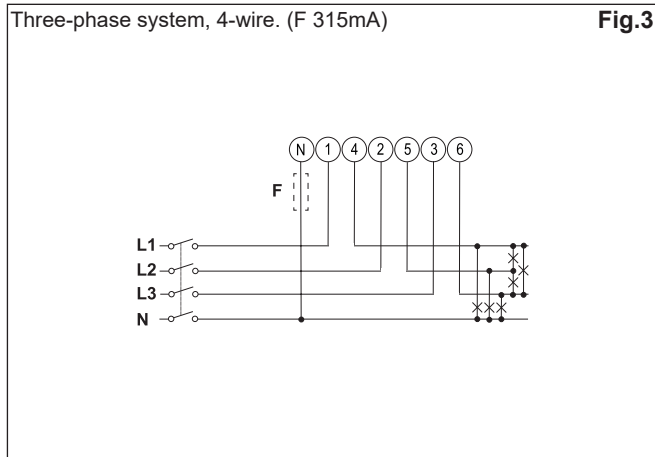 Three-phase system, 4-wire. (F 315mA) Fig.3
N 1 4 2 5 3 6
F
L1
L2
L3
N